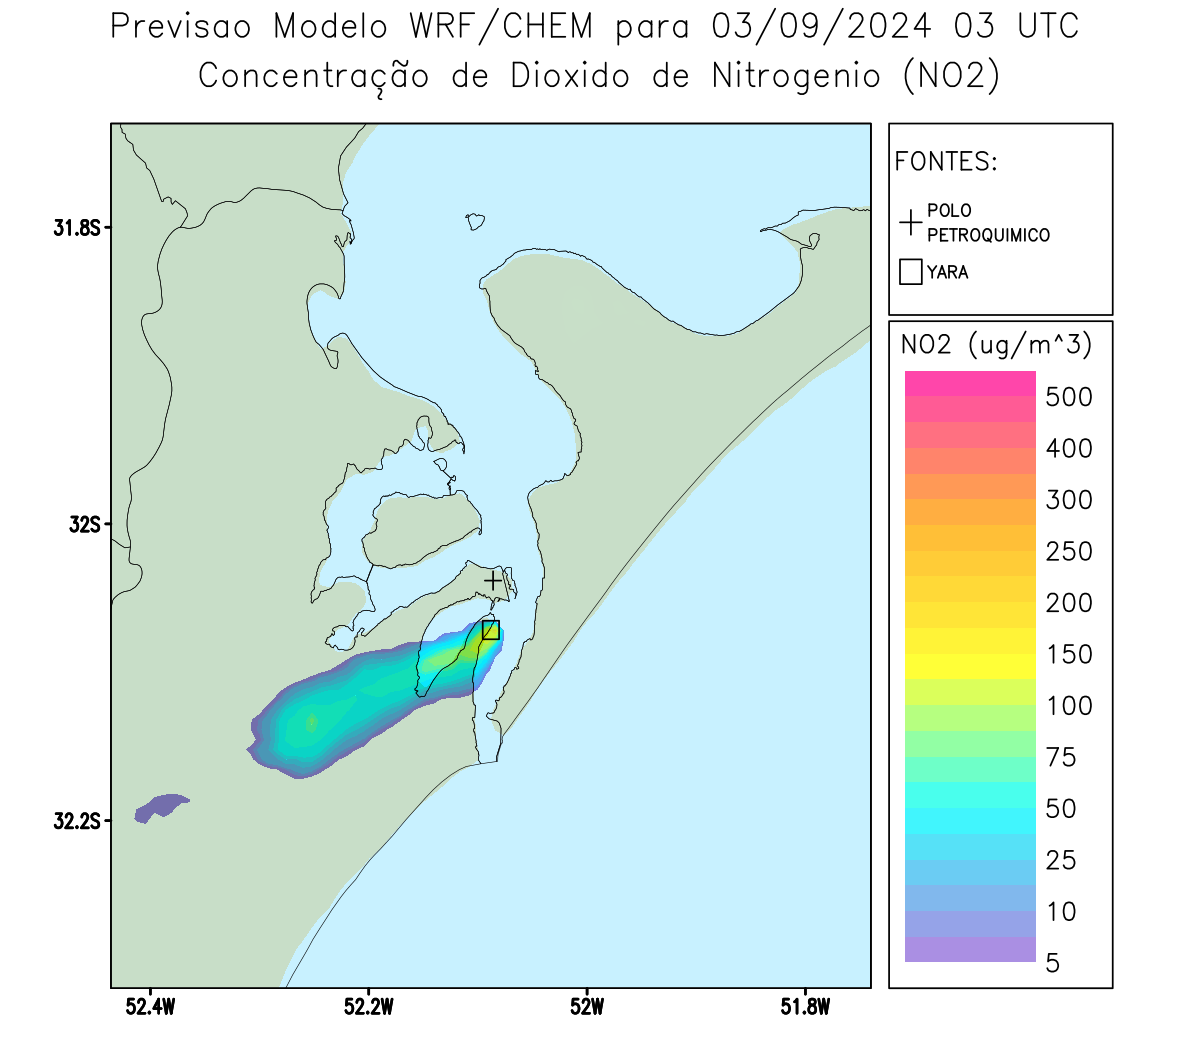 Previsao Modelo WRF/CHEM para 03/09/2024 03 UTC
Concentração de Dioxido de Nitrogenio (NO2)
31.8S
32S
32.2S
52.4W
52.2W
52W
51.8W
FONTES:
POLO
PETROQUIMICO
YARA
NO2 (ug/m^3)
500
400
300
250
200
150
100
75
50
25
10
5